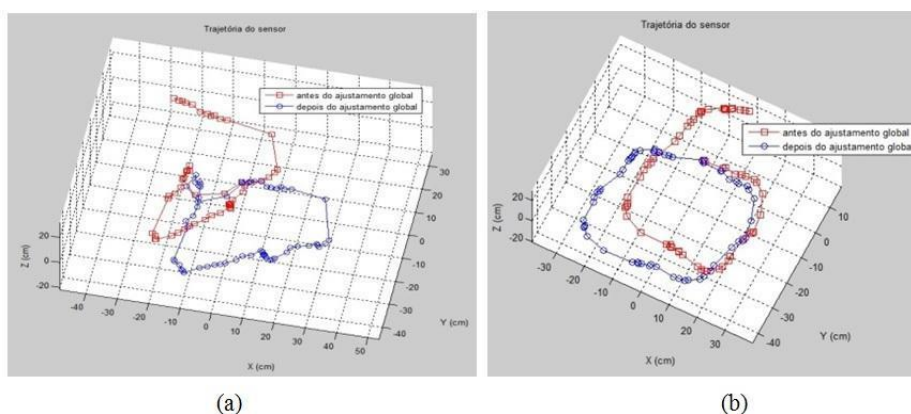 Trajetória do sensor
antes do ajustamento global
depois do ajustamento global
20
0
-20
Z (cm)
-40
-30
-20
-10
0
10
20
30
40
50
X (cm)
30
20
10
0
-10
-20
-30
-40
Y (cm)
(a)
Trajetória do sensor
antes do ajustamento global
depois do ajustamento global
20
0
-20
Z (cm)
-30
-20
-10
0
10
20
30
X (cm)
10
0
-10
-20
-30
-40
Y (cm)
(b)